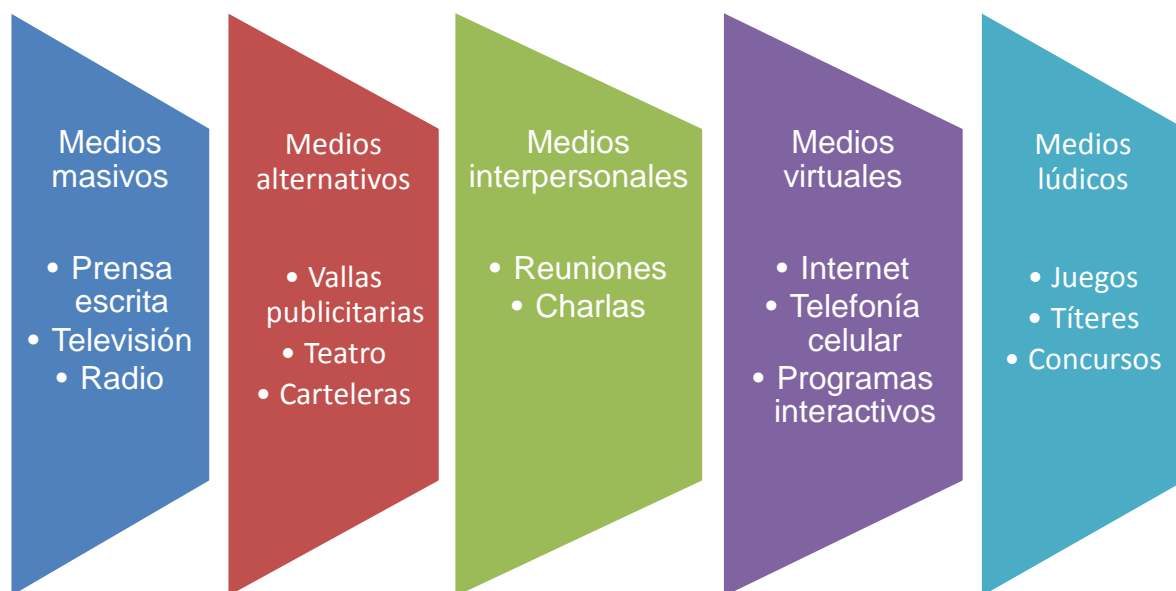 Medios
masivos
• Prensa
escrita
• Televisión
• Radio
Medios
alternativos
• Vallas
publicitarias
• Teatro
• Carteleras
Medios
interpersonales
• Reuniones
• Charlas
Medios
virtuales
• Internet
• Telefonía
celular
• Programas
interactivos
Medios
lúdicos
• Juegos
• Títeres
• Concursos